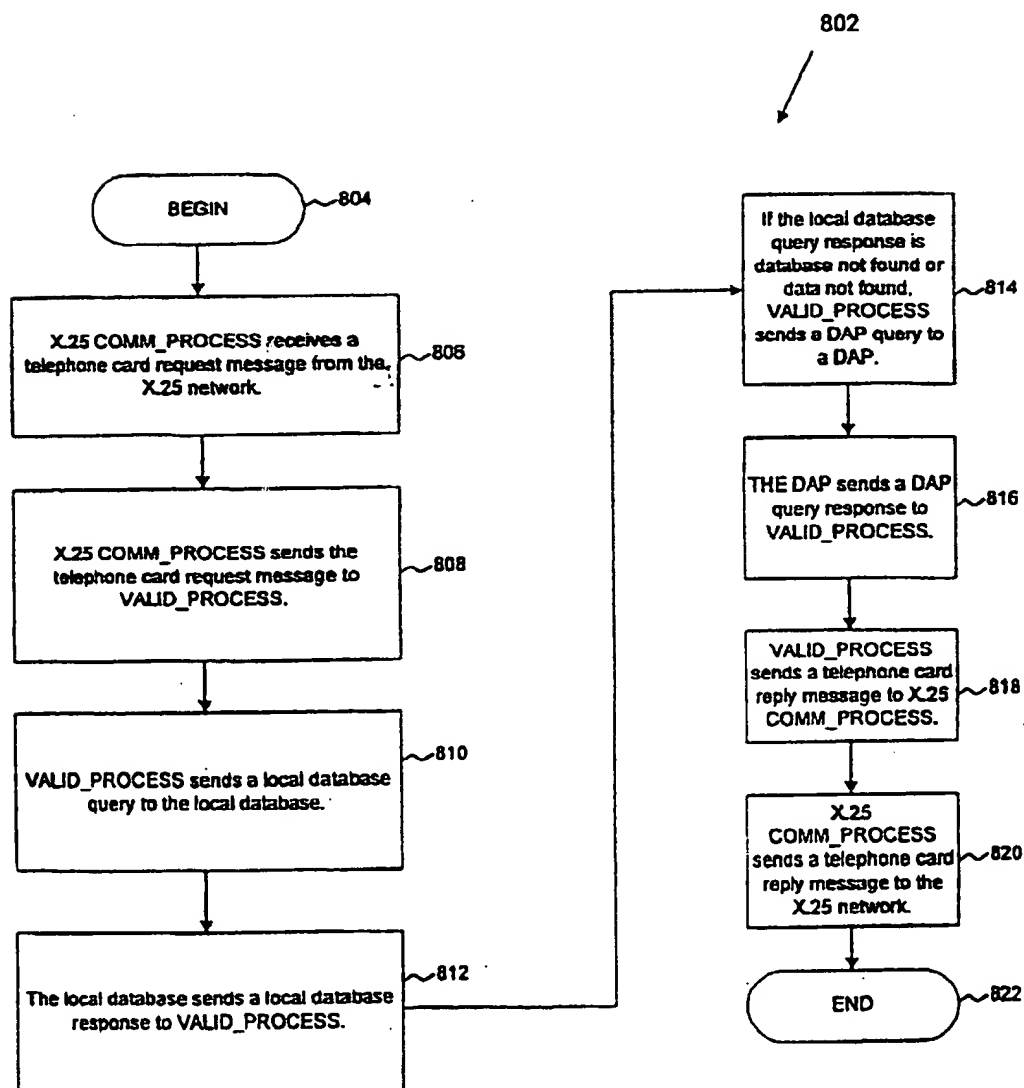 802
BEGIN
804
X.25 COMM_PROCESS receives a
telephone card request message from the
X.25 network.
806
X.25 COMM_PROCESS sends the
telephone card request message to
VALID_PROCESS.
808
VALID_PROCESS sends a local database
query to the local database.
810
The local database sends a local database
response to VALID_PROCESS.
812
If the local database
query response is
database not found or
data not found,
VALID_PROCESS
sends a DAP query to
a DAP.
814
THE DAP sends a DAP
query response to
VALID_PROCESS.
816
VALID_PROCESS
sends a telephone card
reply message to X.25
COMM_PROCESS.
818
X.25
COMM_PROCESS
sends a telephone card
reply message to the
X.25 network.
820
END
822